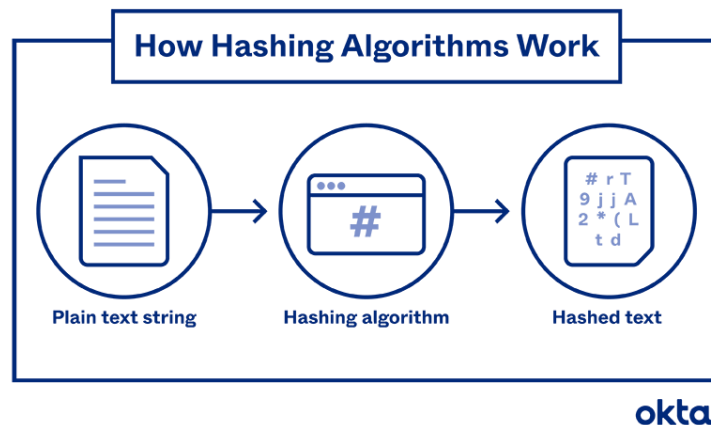 How Hashing Algorithms Work
#
# r T
9 j j A
2 * ( L
t d
Plain text string
Hashing algorithm
Hashed text
okta